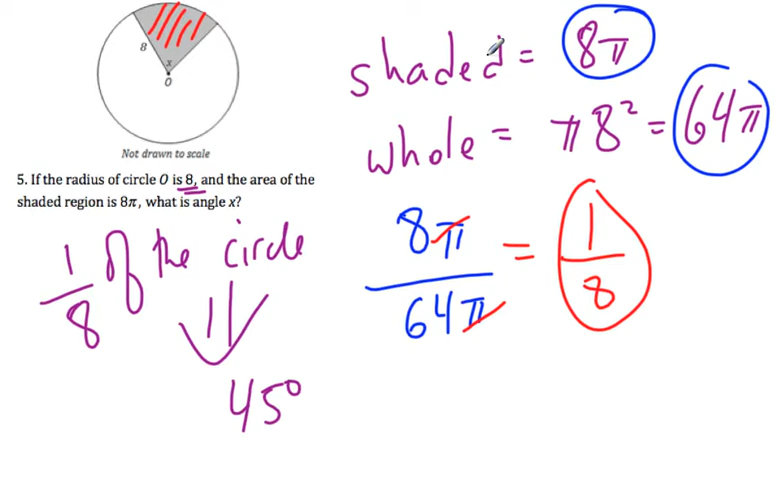 8
x
O
Not drawn to scale
5. If the radius of circle O is 8, and the area of the
shaded region is 8π, what is angle x?
shaded = 8π
whole = π8² = 64π
8π/64π = 1/8
1/8 of the circle
45°